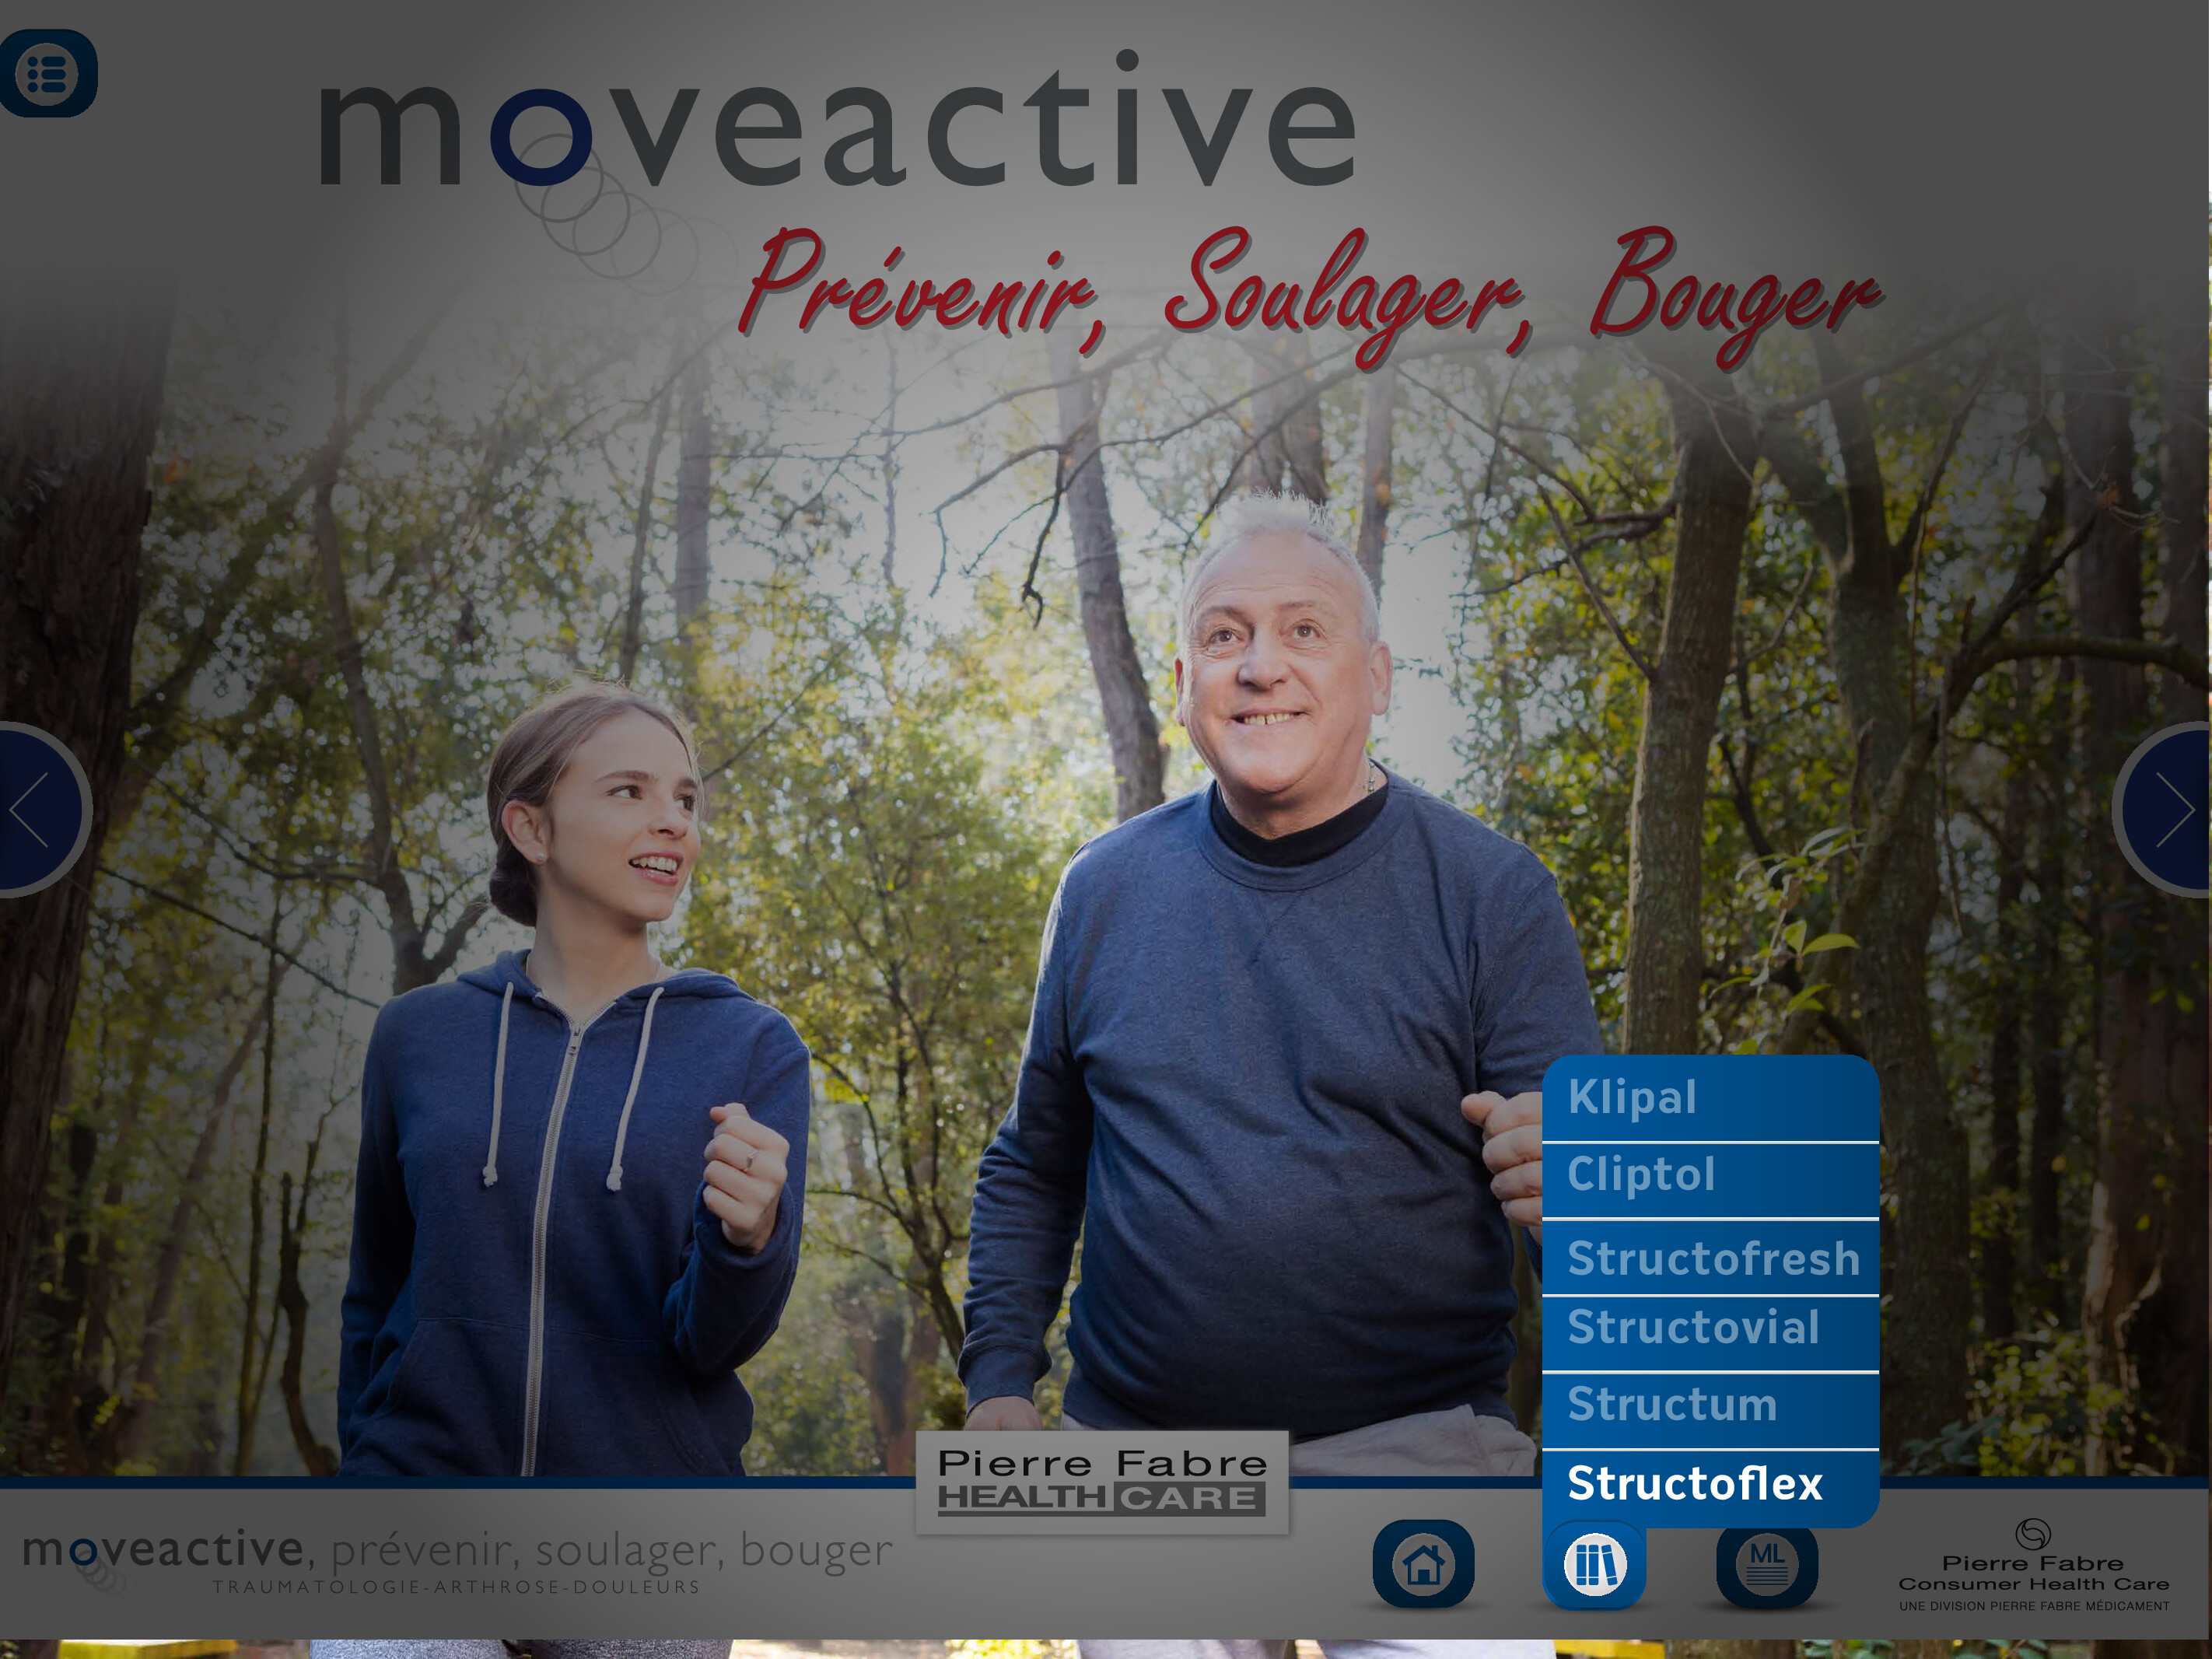 moveactive
Prévenir, Soulager, Bouger
Klipal
Cliptol
Structofresh
Structovial
Structum
Structoflex
Pierre Fabre
HEALTH CARE
moveactive, prévenir, soulager, bouger
TRAUMATOLOGIE-ARTHROSE-DOULEURS
ML
Pierre Fabre
Consumer Health Care
UNE DIVISION PIERRE FABRE MÉDICAMENT